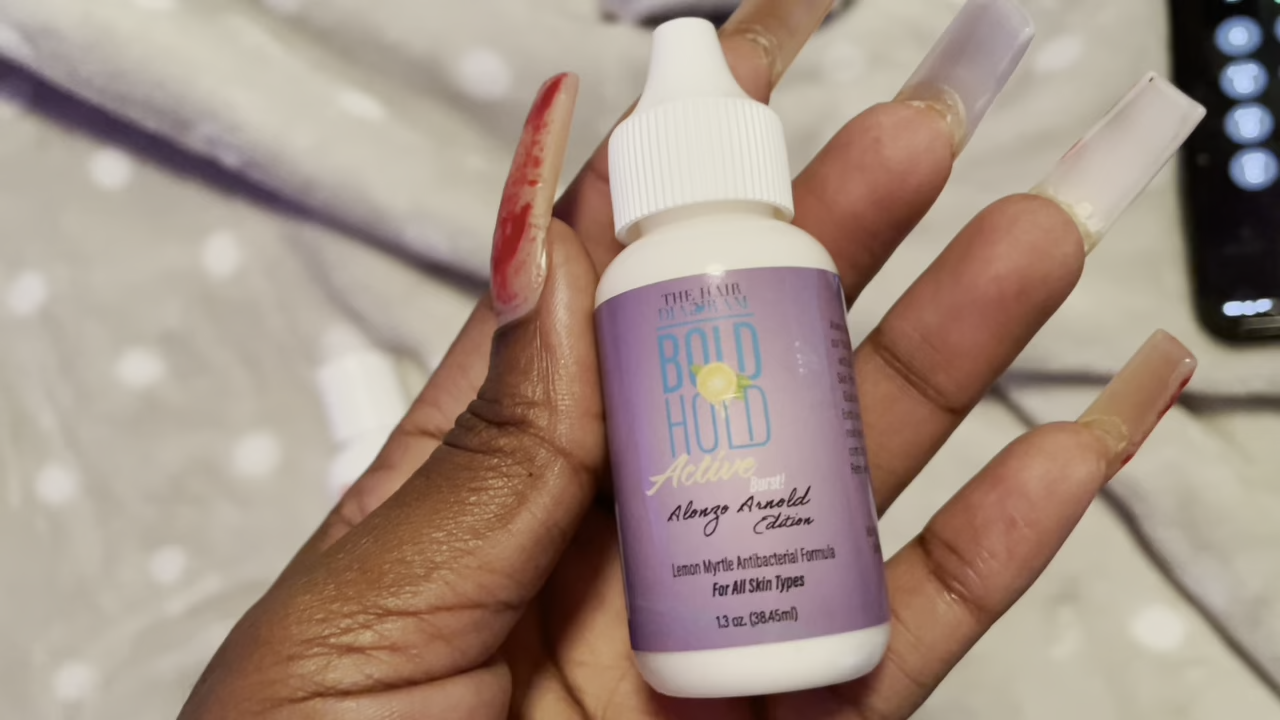 THE HAIR
DIAGRAM
BOLD
HOLD
Active
Burst!
Alonzo Arnold
Edition
Lemon Myrtle Antibacterial Formula
For All Skin Types
1.3 oz. (38.45ml)